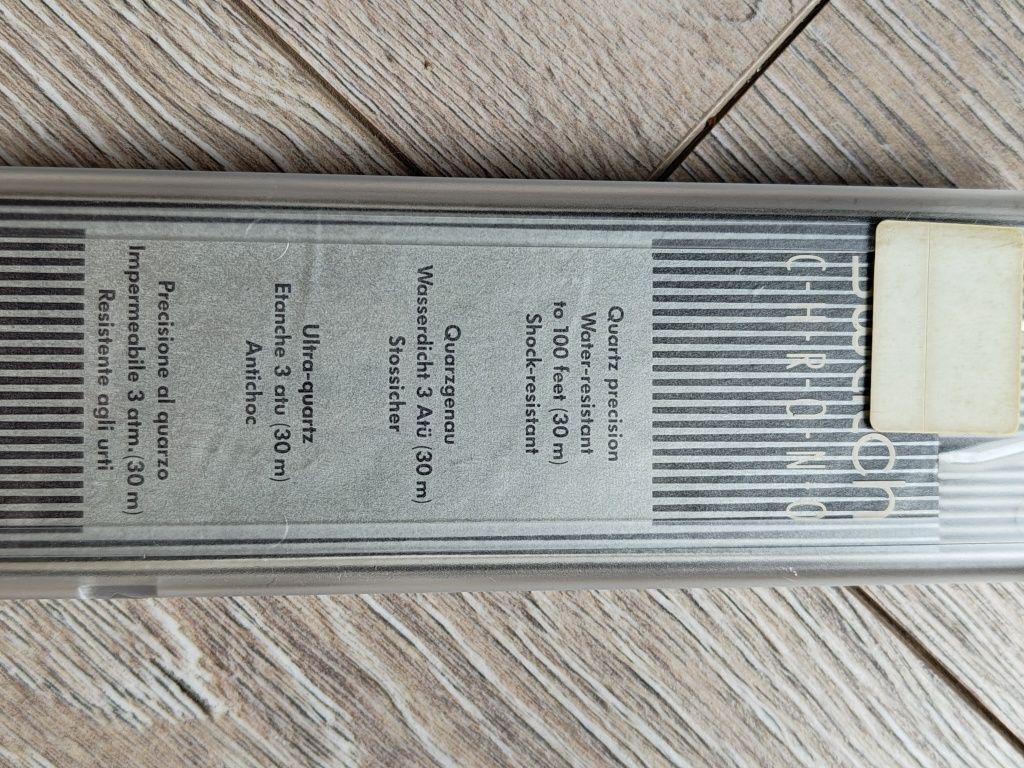 swatch
C-H-R-O-N-O
Quartz precision
Water-resistant
to 100 feet (30 m)
Shock-resistant
Quarzgenau
Wasserdicht 3 Atü (30 m)
Stossicher
Ultra-quartz
Etanche 3 atu (30 m)
Antichoc
Precisione al quarzo
Impermeabile 3 atm.(30 m)
Resistente agli urti